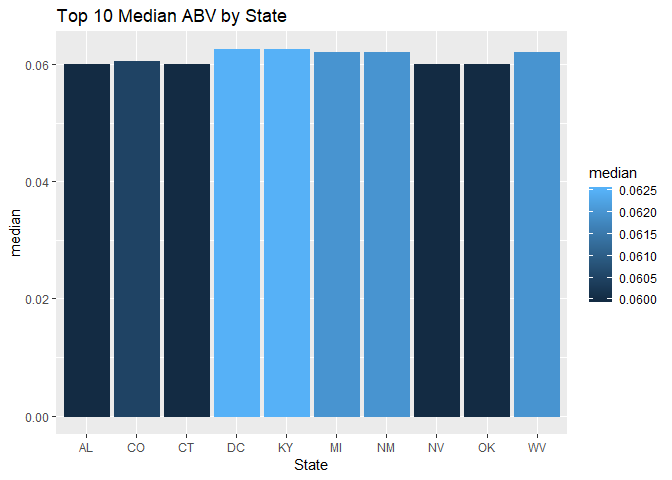 Top 10 Median ABV by State
0.06
0.04
0.02
0.00
median
AL CO CT DC KY MI NM NV OK WV
State
median
0.0625
0.0620
0.0615
0.0610
0.0605
0.0600